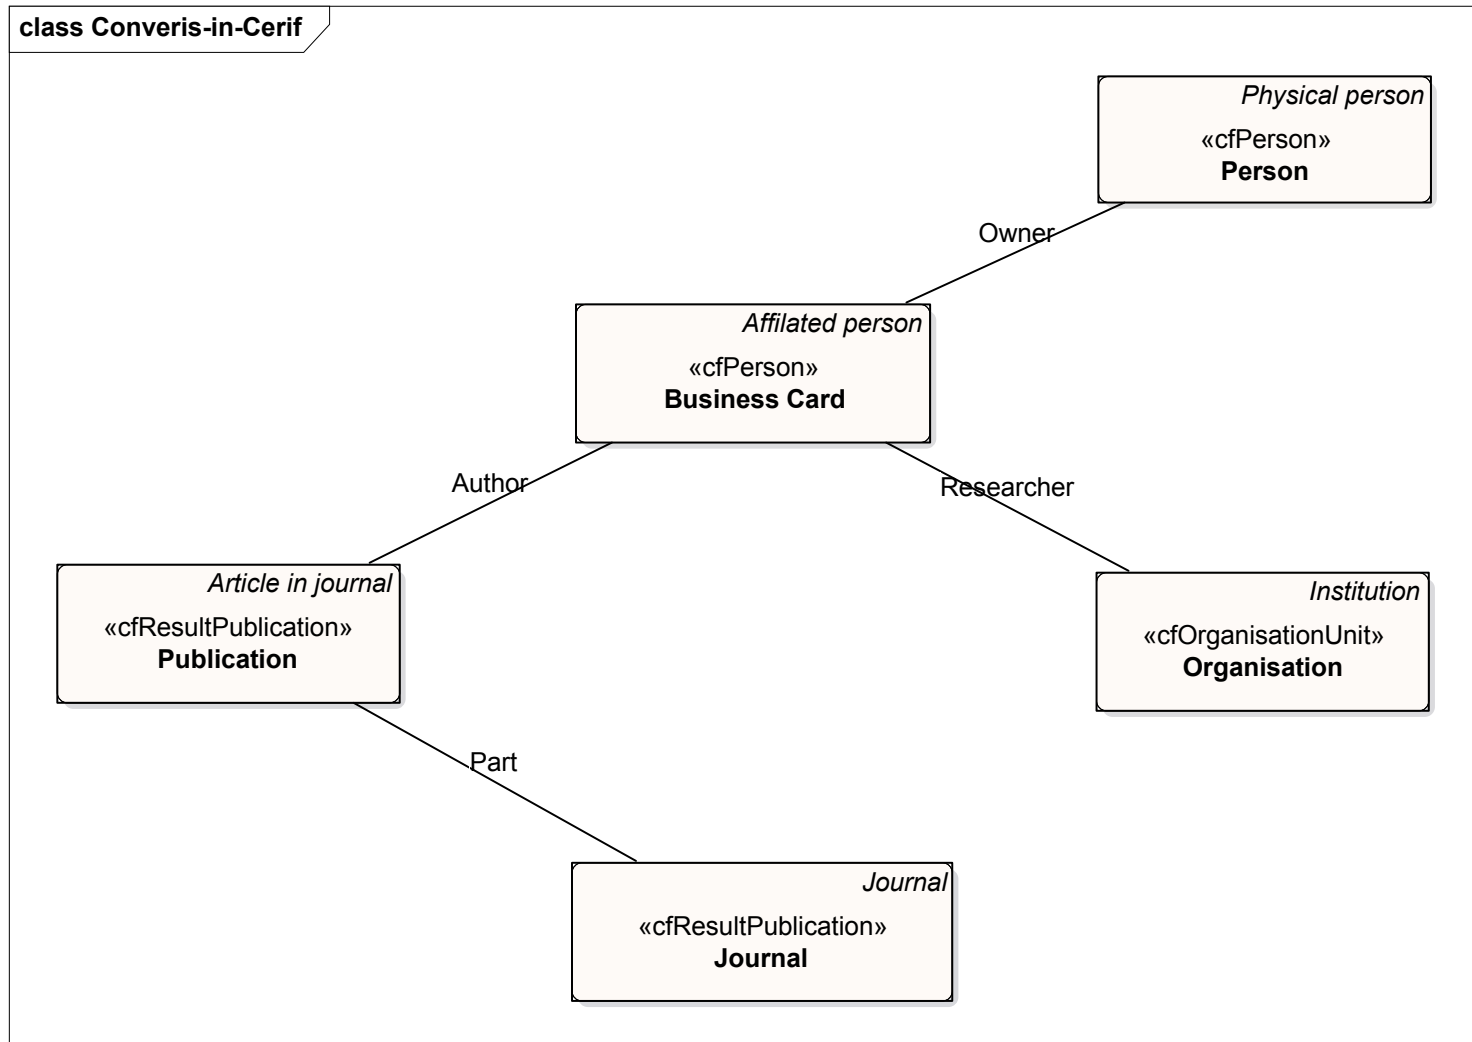 class Converis-in-Cerif
Physical person
«cfPerson»
Person
Owner
Affilated person
«cfPerson»
Business Card
Author
Researcher
Article in journal
«cfResultPublication»
Publication
Institution
«cfOrganisationUnit»
Organisation
Part
Journal
«cfResultPublication»
Journal